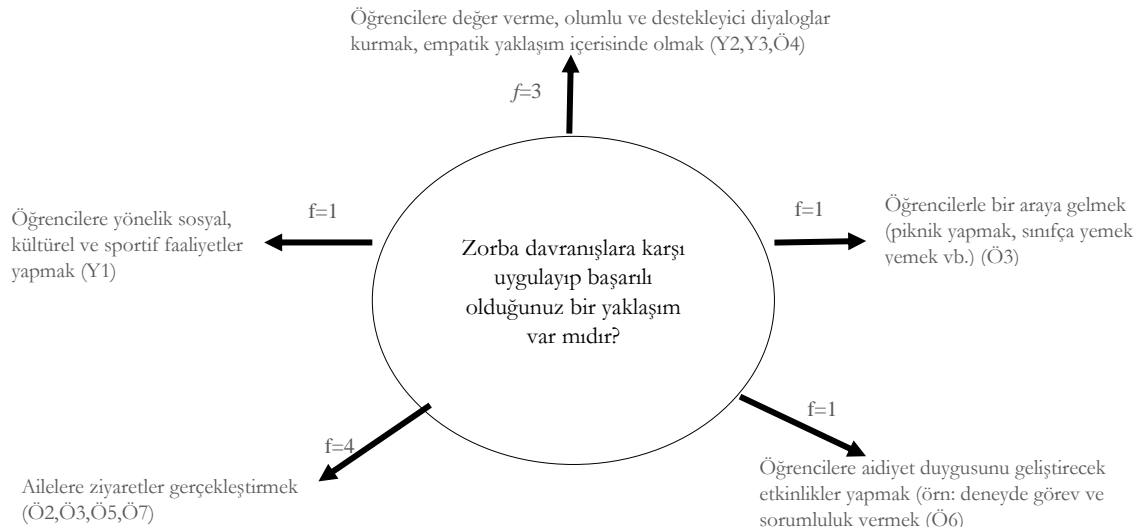 Öğrencilere değer verme, olumlu ve destekleyici diyaloglar
kurmak, empatik yaklaşım içerisinde olmak (Y2,Y3,Ö4)
f=3
f=1
Öğrencilere yönelik sosyal,
kültürel ve sportif faaliyetler
yapmak (Y1)
f=1
Öğrencilerle bir araya gelmek
(piknik yapmak, sınıfça yemek
yemek vb.) (Ö3)
Zorba davranışlara karşı
uygulayıp başarılı
olduğunuz bir yaklaşım
var mıdır?
f=4
Ailelere ziyaretler gerçekleştirmek
(Ö2,Ö3,Ö5,Ö7)
f=1
Öğrencilere aidiyet duygusunu geliştirecek
etkinlikler yapmak (örn: deneyde görev ve
sorumluluk vermek (Ö6)